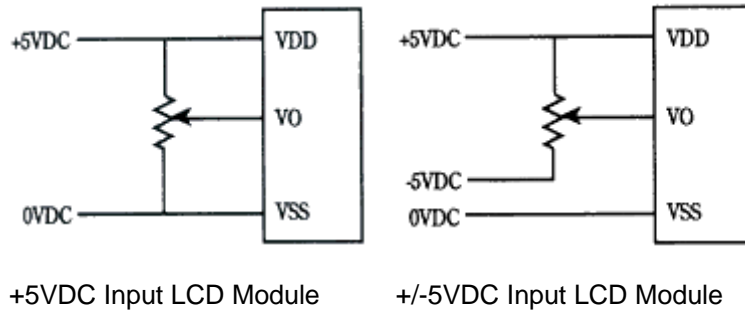 +5VDC
VDD
VO
0VDC
VSS
+5VDC Input LCD Module
+5VDC
VDD
VO
-5VDC
0VDC
VSS
+/-5VDC Input LCD Module